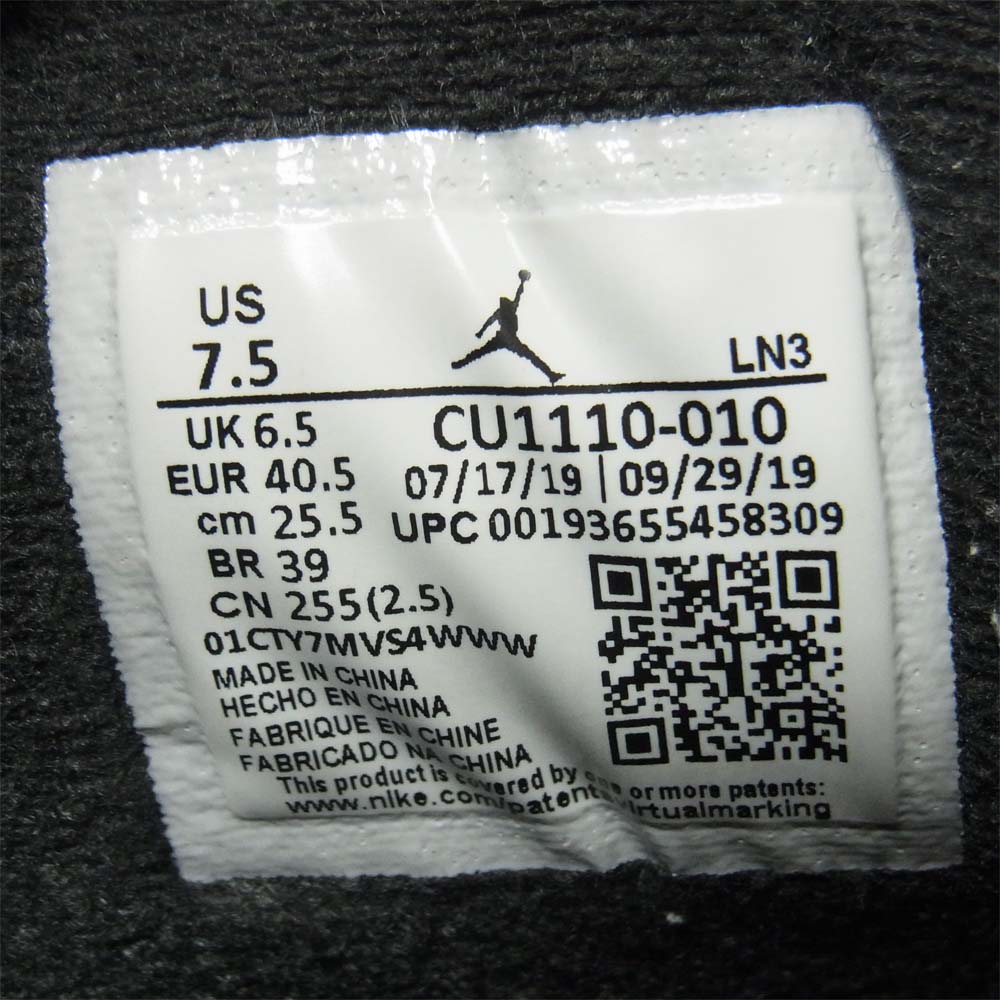 US
7.5
LN3
UK 6.5
EUR 40.5
cm 25.5
BR 39
CN 255(2.5)
CU1110-010
07/17/19 | 09/29/19
UPC 00193655458309
01CTY7MVS4WWW
MADE IN CHINA
HECHO EN CHINA
FABRIQUE EN CHINE
FABRICADO NA CHINA
This product is covered by one or more patents:
www.nike.com/patentsvirtualmarking